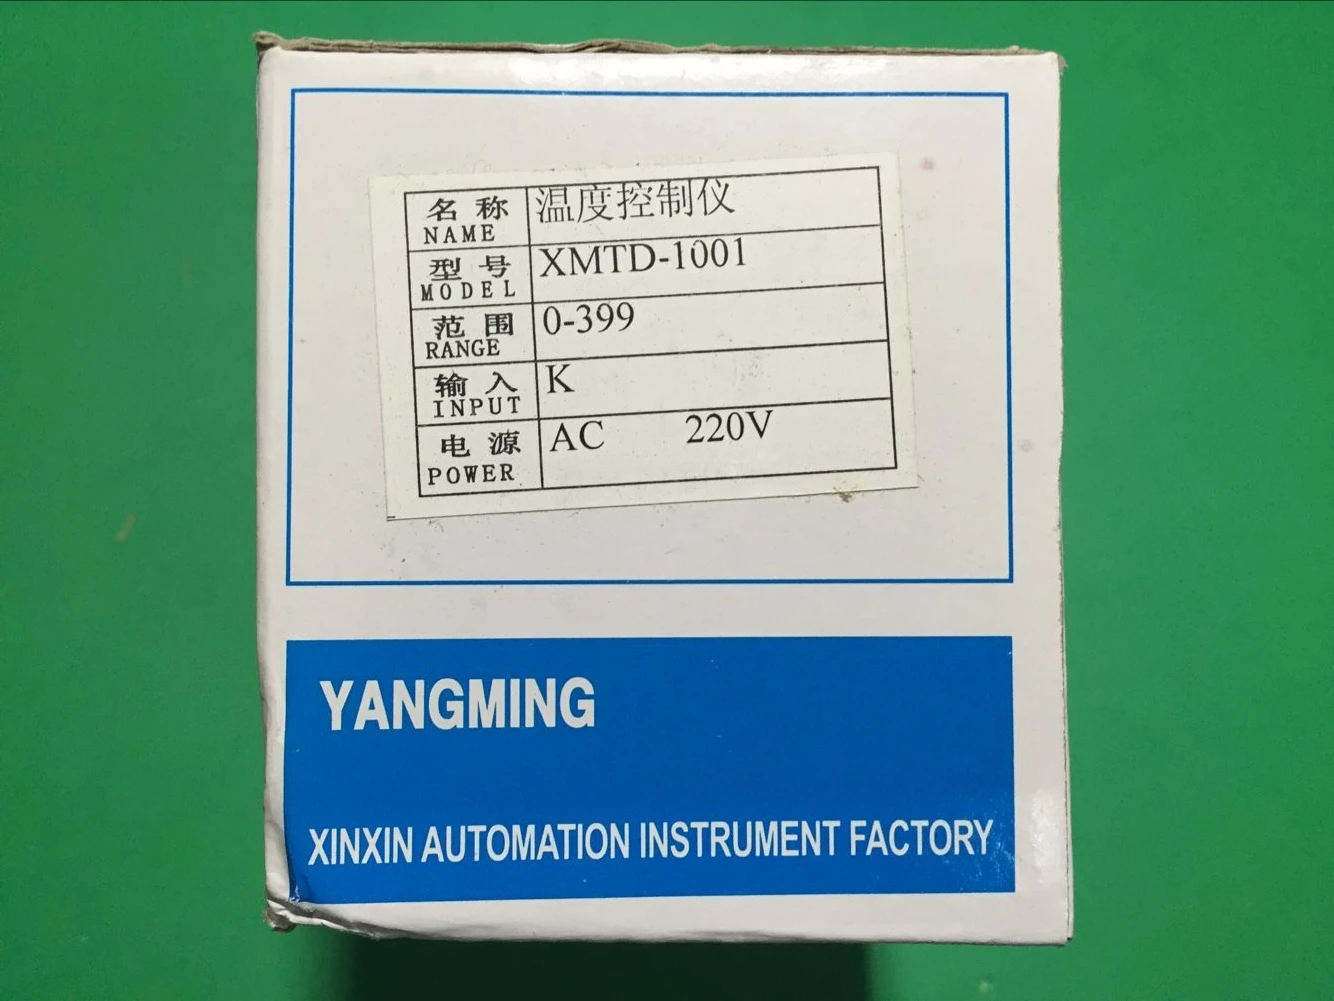 名 称 温度控制仪
NAME
型 号 XMTD-1001
MODEL
范 围 0-399
RANGE
输 入 K
INPUT
电 源 AC 220V
POWER
YANGMING
XINXIN AUTOMATION INSTRUMENT FACTORY